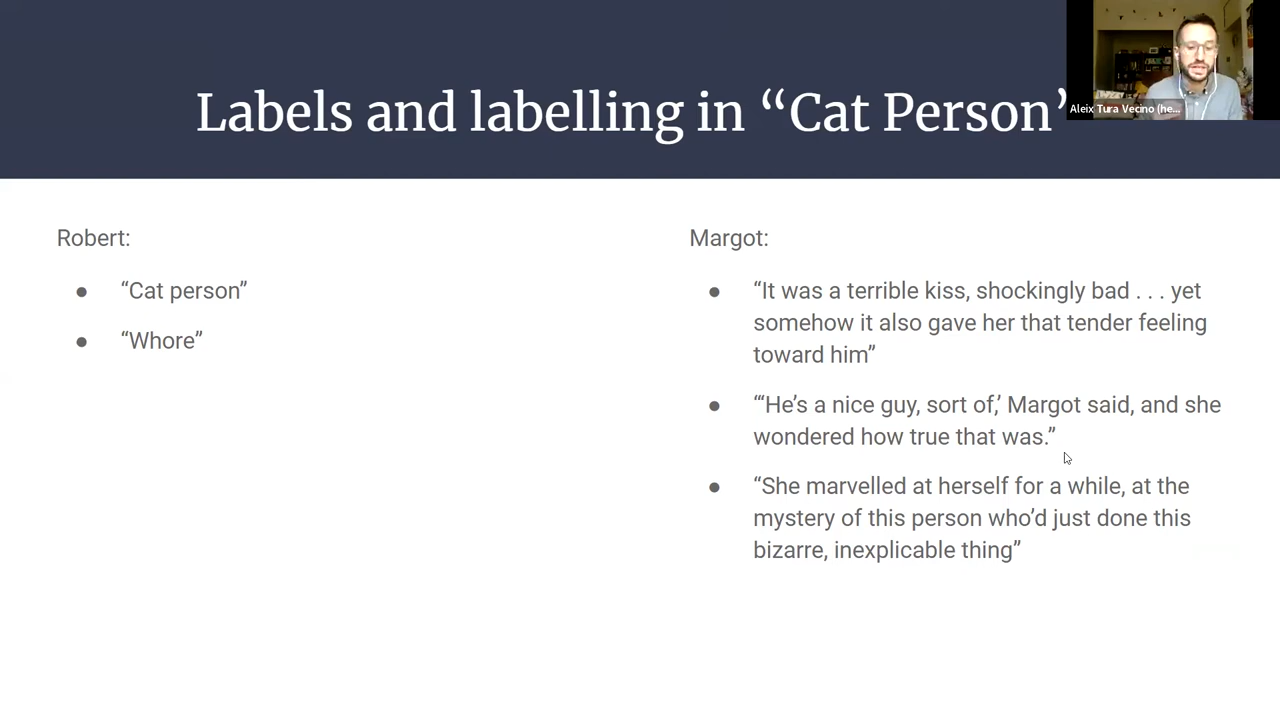 Labels and labelling in “Cat Person’
Aleix Tura Vecino (he...
Robert:
● “Cat person”
● “Whore”
Margot:
● “It was a terrible kiss, shockingly bad . . . yet
somehow it also gave her that tender feeling
toward him”
● “‘He’s a nice guy, sort of,’ Margot said, and she
wondered how true that was.”
● “She marvelled at herself for a while, at the
mystery of this person who’d just done this
bizarre, inexplicable thing”